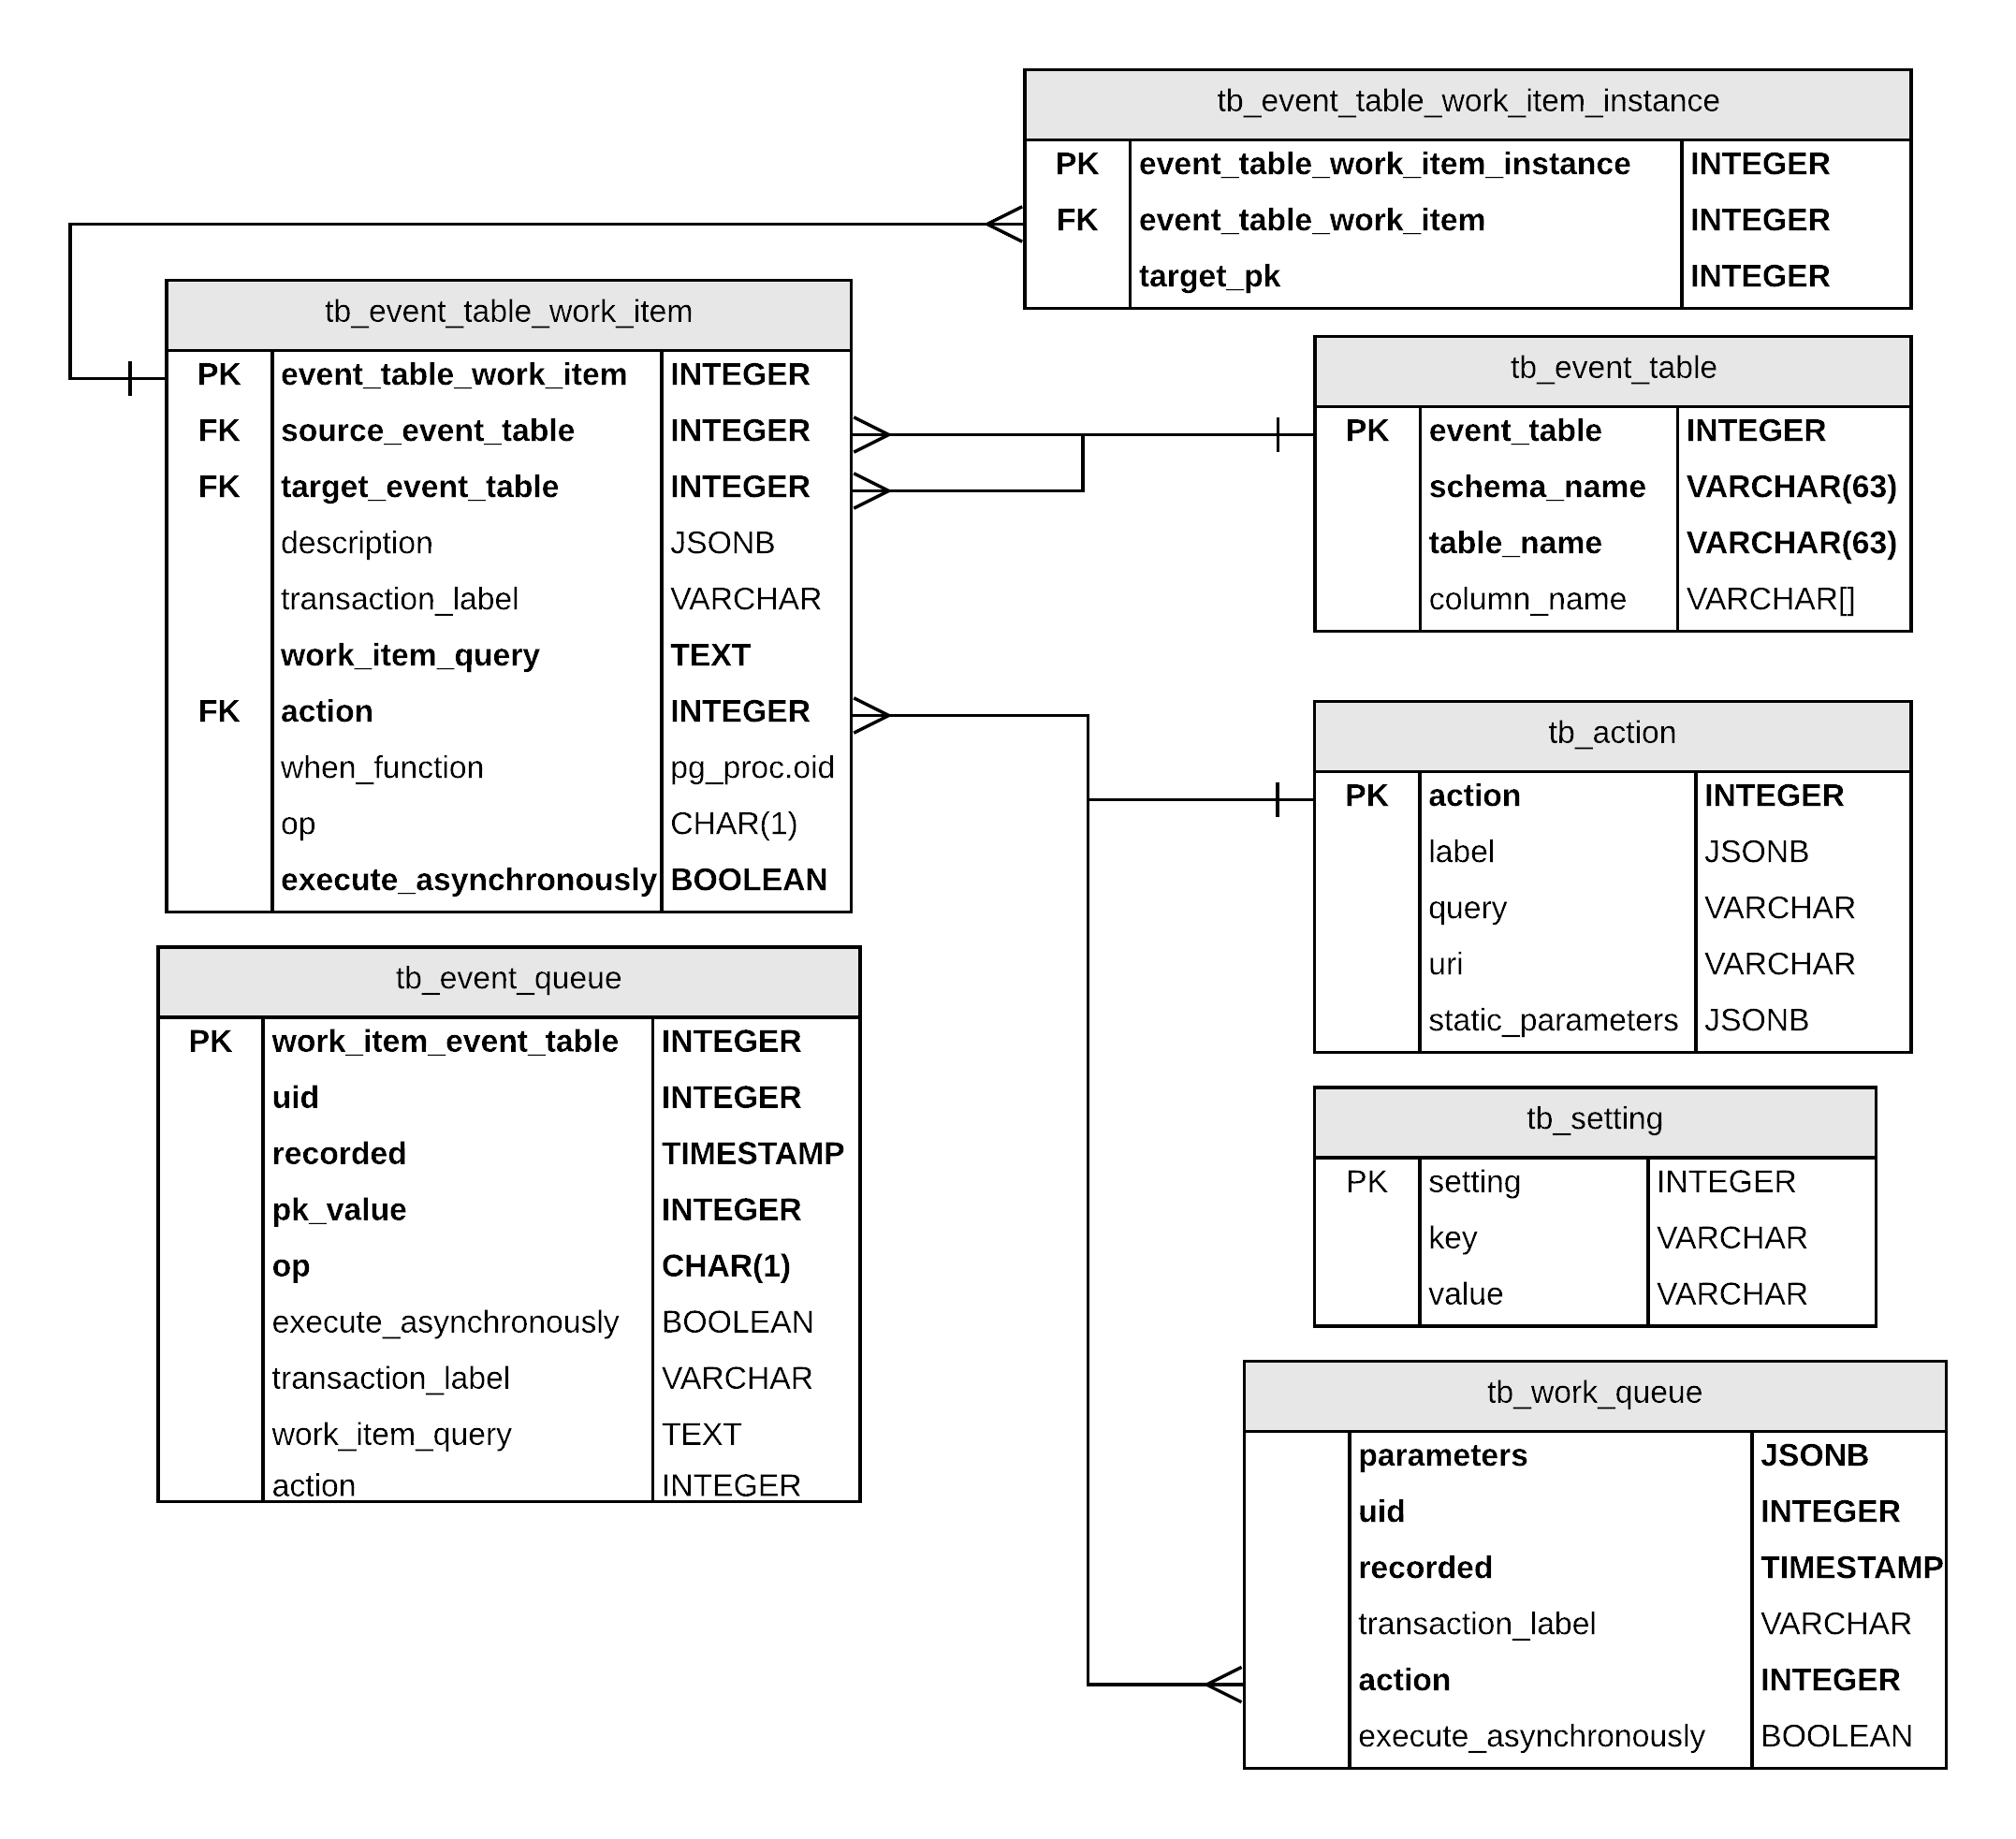 tb_event_table_work_item_instance
PK event_table_work_item_instance INTEGER
FK event_table_work_item INTEGER
target_pk INTEGER
tb_event_table_work_item
PK event_table_work_item INTEGER
FK source_event_table INTEGER
FK target_event_table INTEGER
description JSONB
transaction_label VARCHAR
work_item_query TEXT
FK action INTEGER
when_function pg_proc.oid
op CHAR(1)
execute_asynchronously BOOLEAN
tb_event_table
PK event_table INTEGER
schema_name VARCHAR(63)
table_name VARCHAR(63)
column_name VARCHAR[]
tb_action
PK action INTEGER
label JSONB
query VARCHAR
uri VARCHAR
static_parameters JSONB
tb_event_queue
PK work_item_event_table INTEGER
uid INTEGER
recorded TIMESTAMP
pk_value INTEGER
op CHAR(1)
execute_asynchronously BOOLEAN
transaction_label VARCHAR
work_item_query TEXT
action INTEGER
tb_setting
PK setting INTEGER
key VARCHAR
value VARCHAR
tb_work_queue
parameters JSONB
uid INTEGER
recorded TIMESTAMP
transaction_label VARCHAR
action INTEGER
execute_asynchronously BOOLEAN